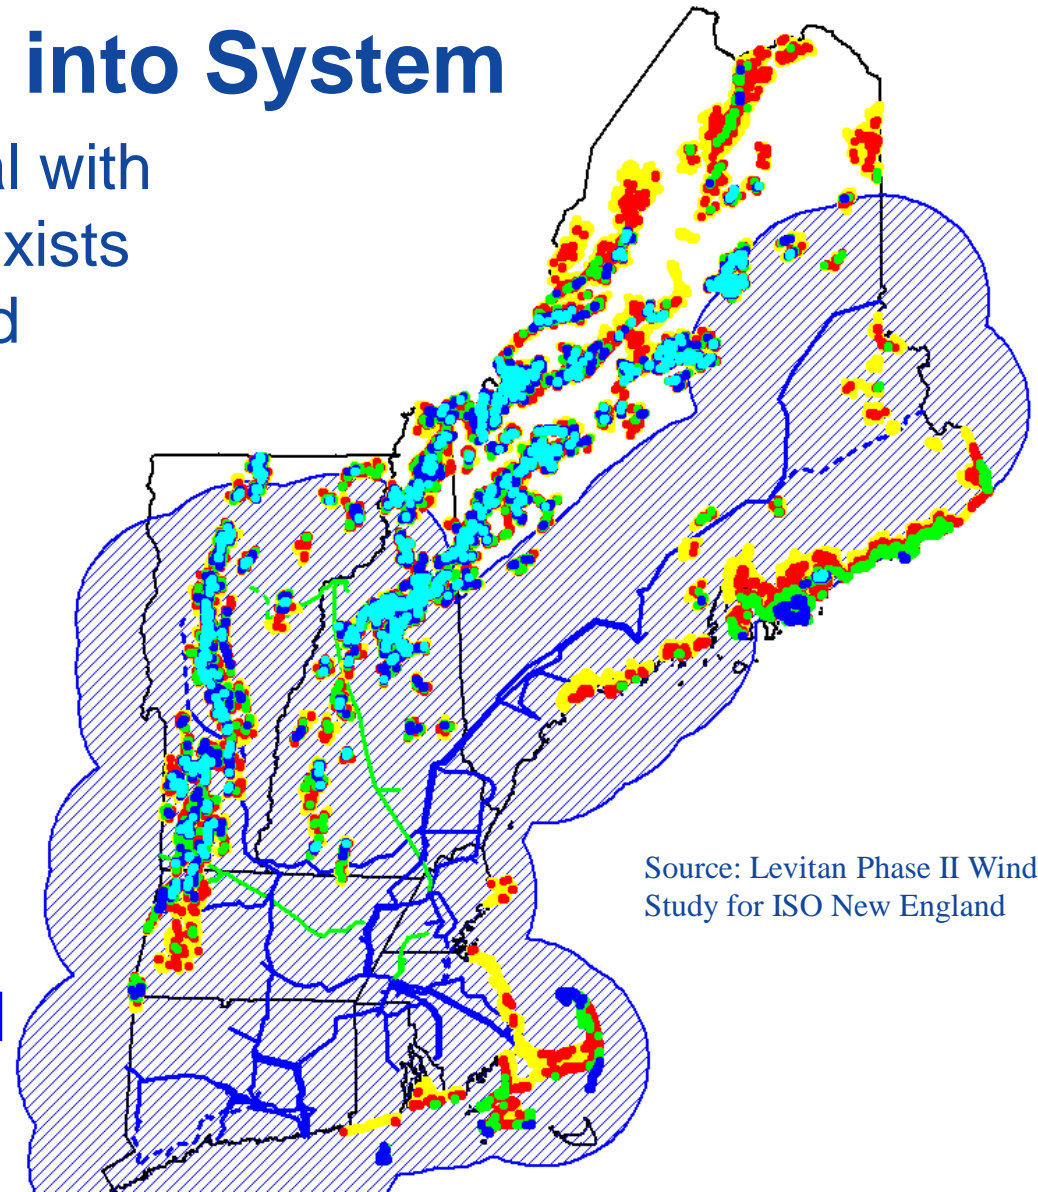 into System
al with
xists
d
Source: Levitan Phase II Wind
Study for ISO New England